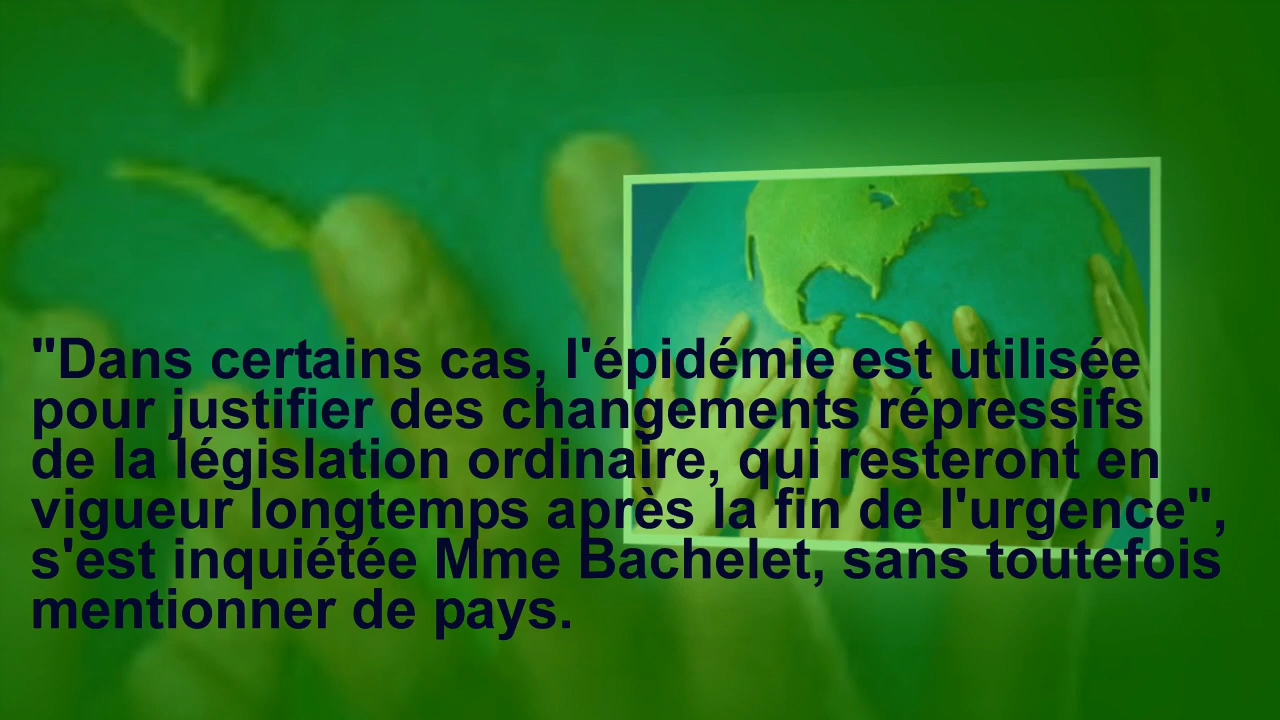 "Dans certains cas, l'épidémie est utilisée
pour justifier des changements répressifs
de la législation ordinaire, qui resteront en
vigueur longtemps après la fin de l'urgence",
s'est inquiétée Mme Bachelet, sans toutefois
mentionner de pays.